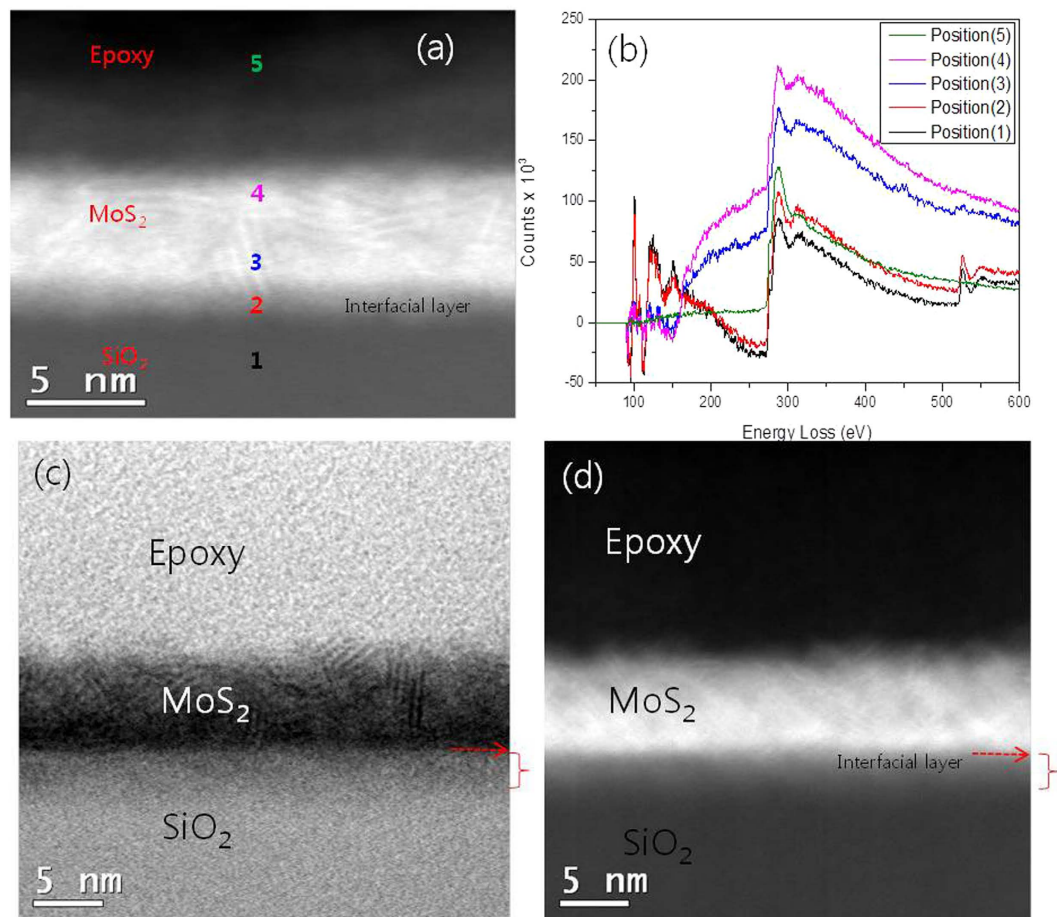 (a)
Epoxy
5
4
MoS₂
3
2
Interfacial layer
SiO₂
1
5 nm
(b)
Position(5)
Position(4)
Position(3)
Position(2)
Position(1)
Counts x 10³
250
200
150
100
50
0
-50
100 200 300 400 500 600
Energy Loss (eV)
(c)
Epoxy
MoS₂
SiO₂
5 nm
(d)
Epoxy
MoS₂
Interfacial layer
SiO₂
5 nm